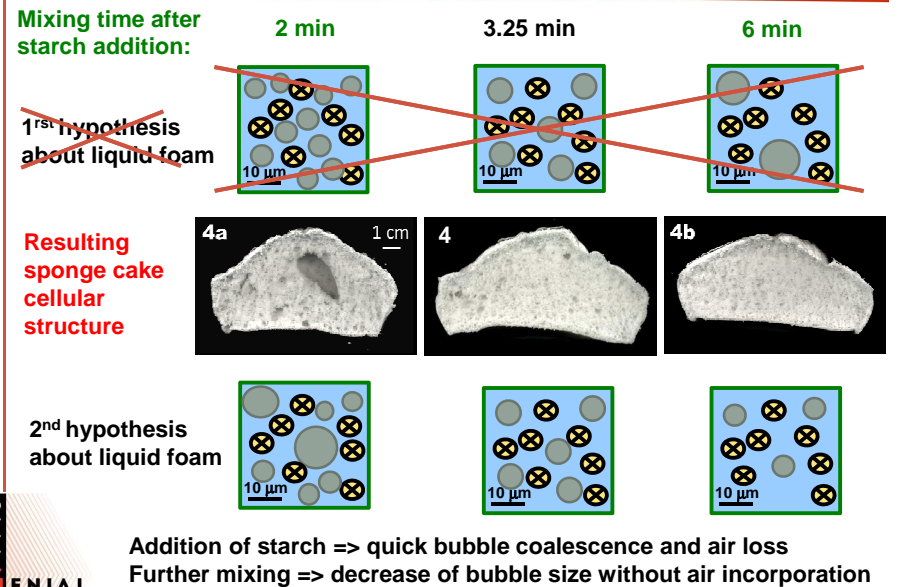 Mixing time after
starch addition:
2 min
3.25 min
6 min
1rst hypothesis
about liquid foam
10 µm
10 µm
10 µm
Resulting
sponge cake
cellular
structure
4a
1 cm
4
4b
2nd hypothesis
about liquid foam
10 µm
10 µm
10 µm
Addition of starch => quick bubble coalescence and air loss
Further mixing => decrease of bubble size without air incorporation
ENIAL